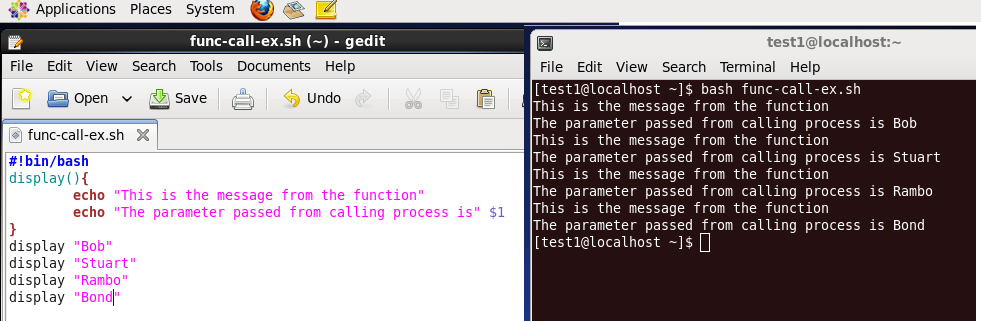 Applications Places System
func-call-ex.sh (~) - gedit
File Edit View Search Tools Documents Help
Open Save Undo
func-call-ex.sh
#!bin/bash
display(){
echo "This is the message from the function"
echo "The parameter passed from calling process is" $1
}
display "Bob"
display "Stuart"
display "Rambo"
display "Bond"
test1@localhost:~
File Edit View Search Terminal Help
[test1@localhost ~]$ bash func-call-ex.sh
This is the message from the function
The parameter passed from calling process is Bob
This is the message from the function
The parameter passed from calling process is Stuart
This is the message from the function
The parameter passed from calling process is Rambo
This is the message from the function
The parameter passed from calling process is Bond
[test1@localhost ~]$